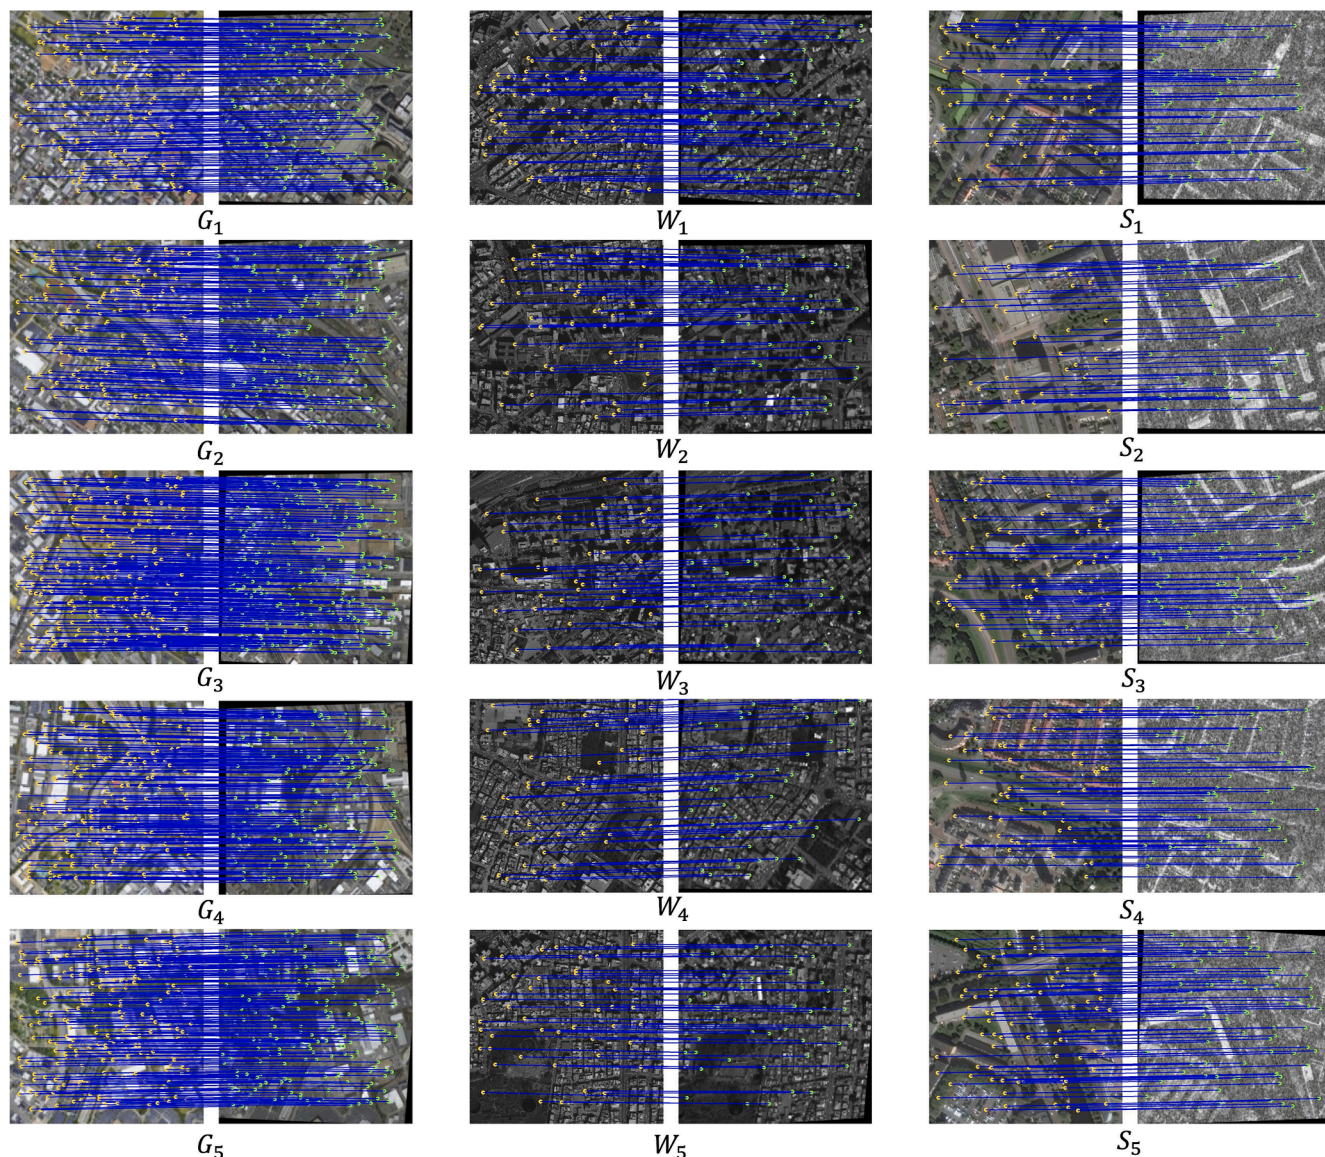 G₁ W₁ S₁
G₂ W₂ S₂
G₃ W₃ S₃
G₄ W₄ S₄
G₅ W₅ S₅